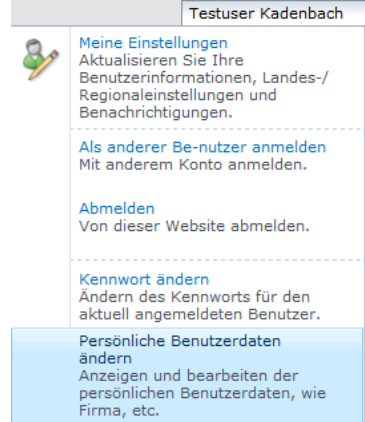 Testuser Kadenbach
Meine Einstellungen
Aktualisieren Sie Ihre
Benutzerinformationen, Landes-/
Regionaleinstellungen und
Benachrichtigungen.
Als anderer Be-nutzer anmelden
Mit anderem Konto anmelden.
Abmelden
Von dieser Website abmelden.
Kennwort ändern
Ändern des Kennworts für den
aktuell angemeldeten Benutzer.
Persönliche Benutzerdaten
ändern
Anzeigen und bearbeiten der
persönlichen Benutzerdaten, wie
Firma, etc.